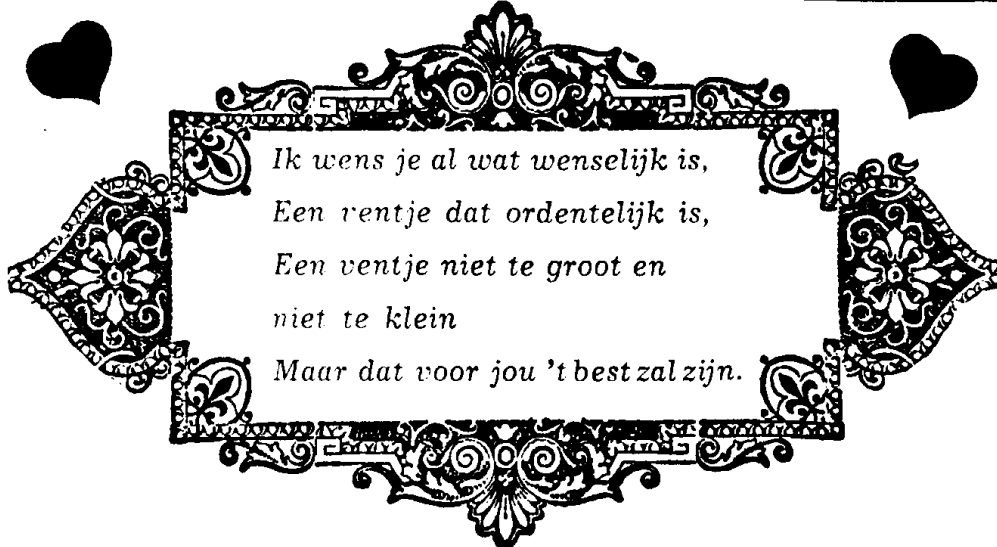 Ik wens je al wat wenselijk is,
Een ventje dat ordentelijk is,
Een ventje niet te groot en
niet te klein
Maar dat voor jou 't best zal zijn.